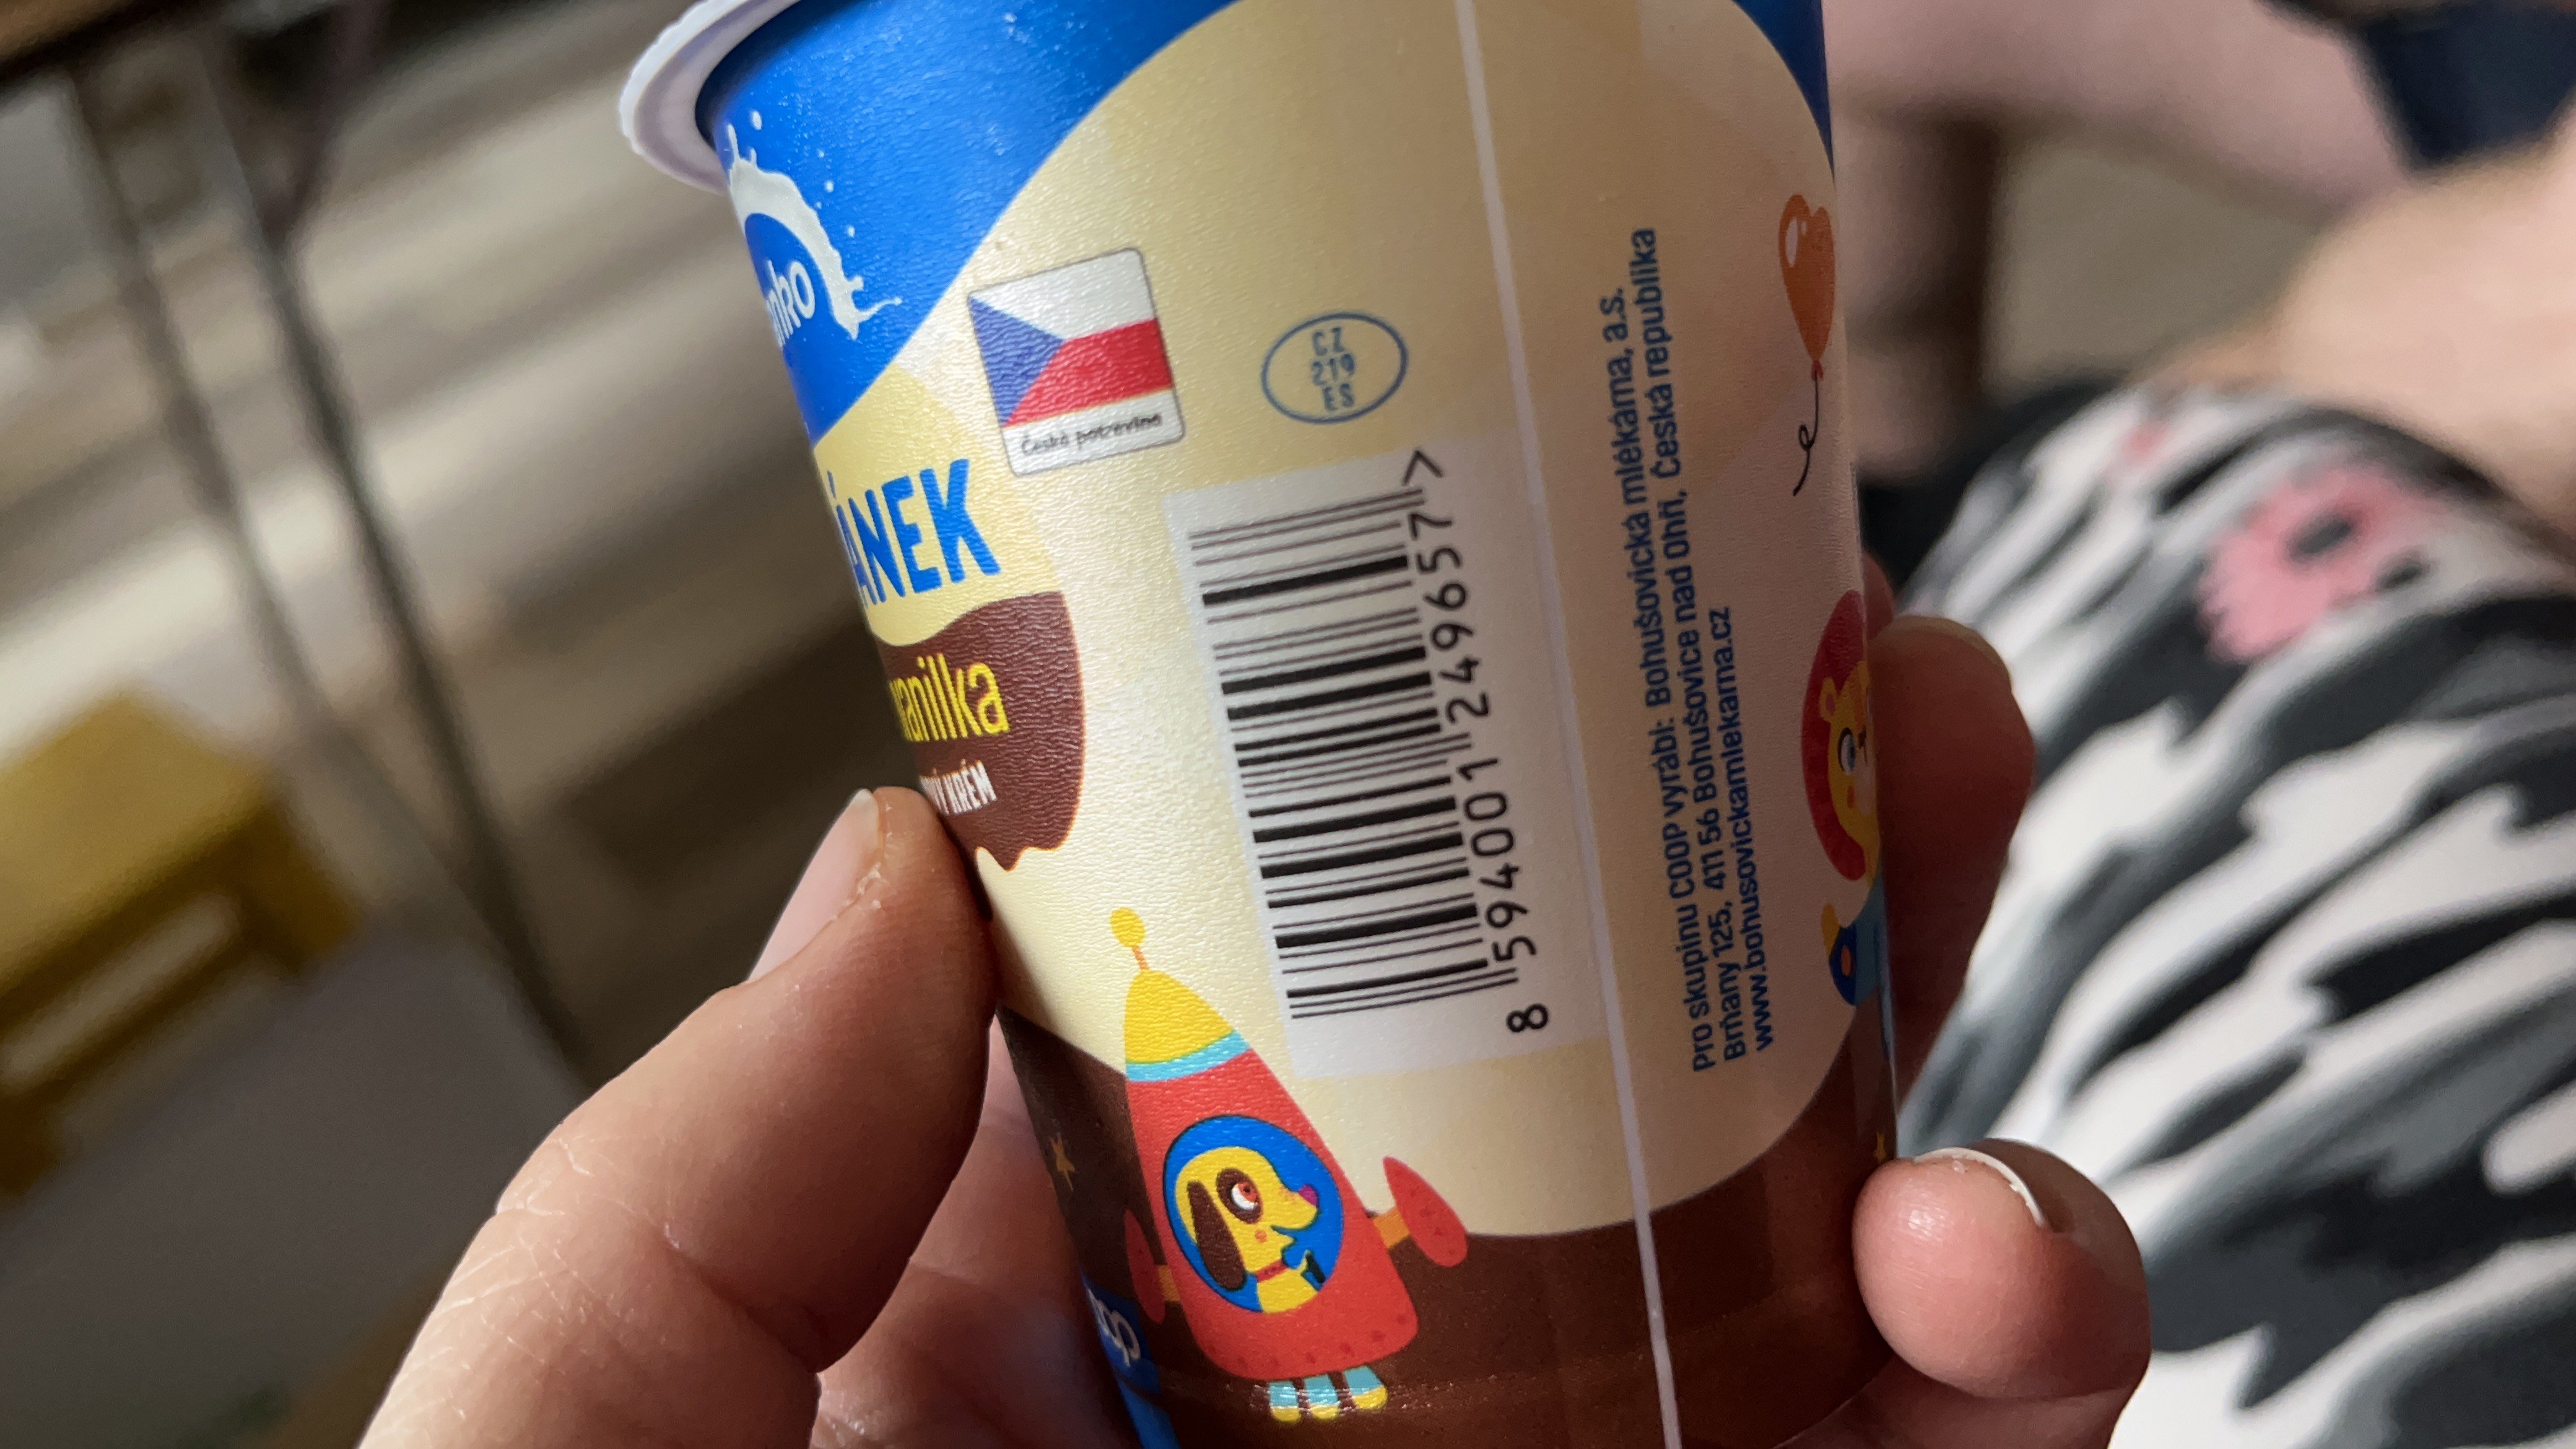 Česká potravina
CZ
219
ES
ÁNEK
vanilka
KRÉM
8 594001 249657 >
Pro skupinu COOP vyrábí: Bohušovická mlékárna, a.s.
Brňany 125, 411 56 Bohušovice nad Ohří, Česká republika
www.bohusovickamlekarna.cz